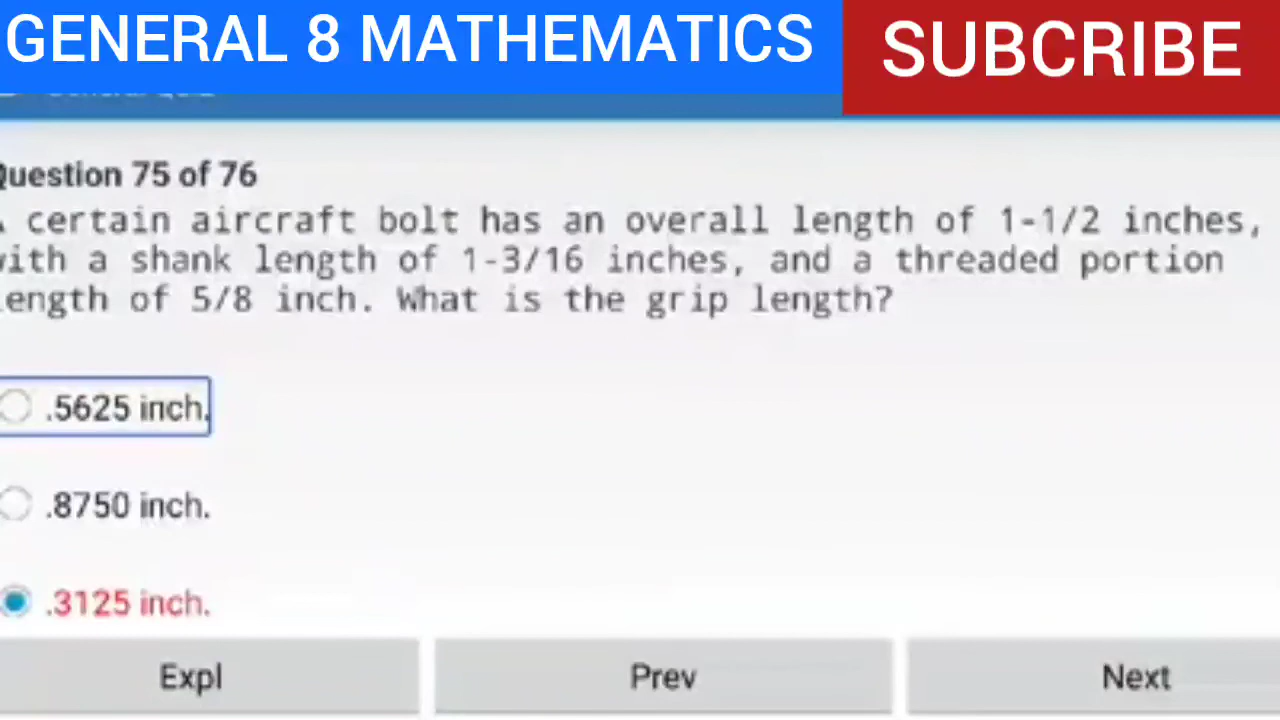 GENERAL 8 MATHEMATICS
SUBCRIBE
Question 75 of 76
certain aircraft bolt has an overall length of 1-1/2 inches,
with a shank length of 1-3/16 inches, and a threaded portion
length of 5/8 inch. What is the grip length?
.5625 inch.
.8750 inch.
.3125 inch.
Expl
Prev
Next